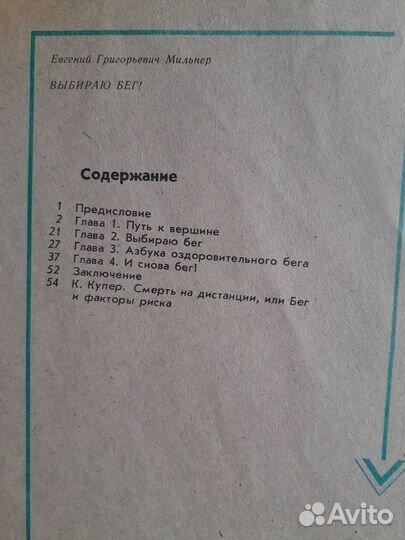 Евгений Григорьевич Мильнер
ВЫБИРАЮ БЕГ!
Содержание
1 Предисловие
2 Глава 1. Путь к вершине
21 Глава 2. Выбираю бег
27 Глава 3. Азбука оздоровительного бега
37 Глава 4. И снова бег!
52 Заключение
54 К. Купер. Смерть на дистанции, или Бег
и факторы риска
Avito